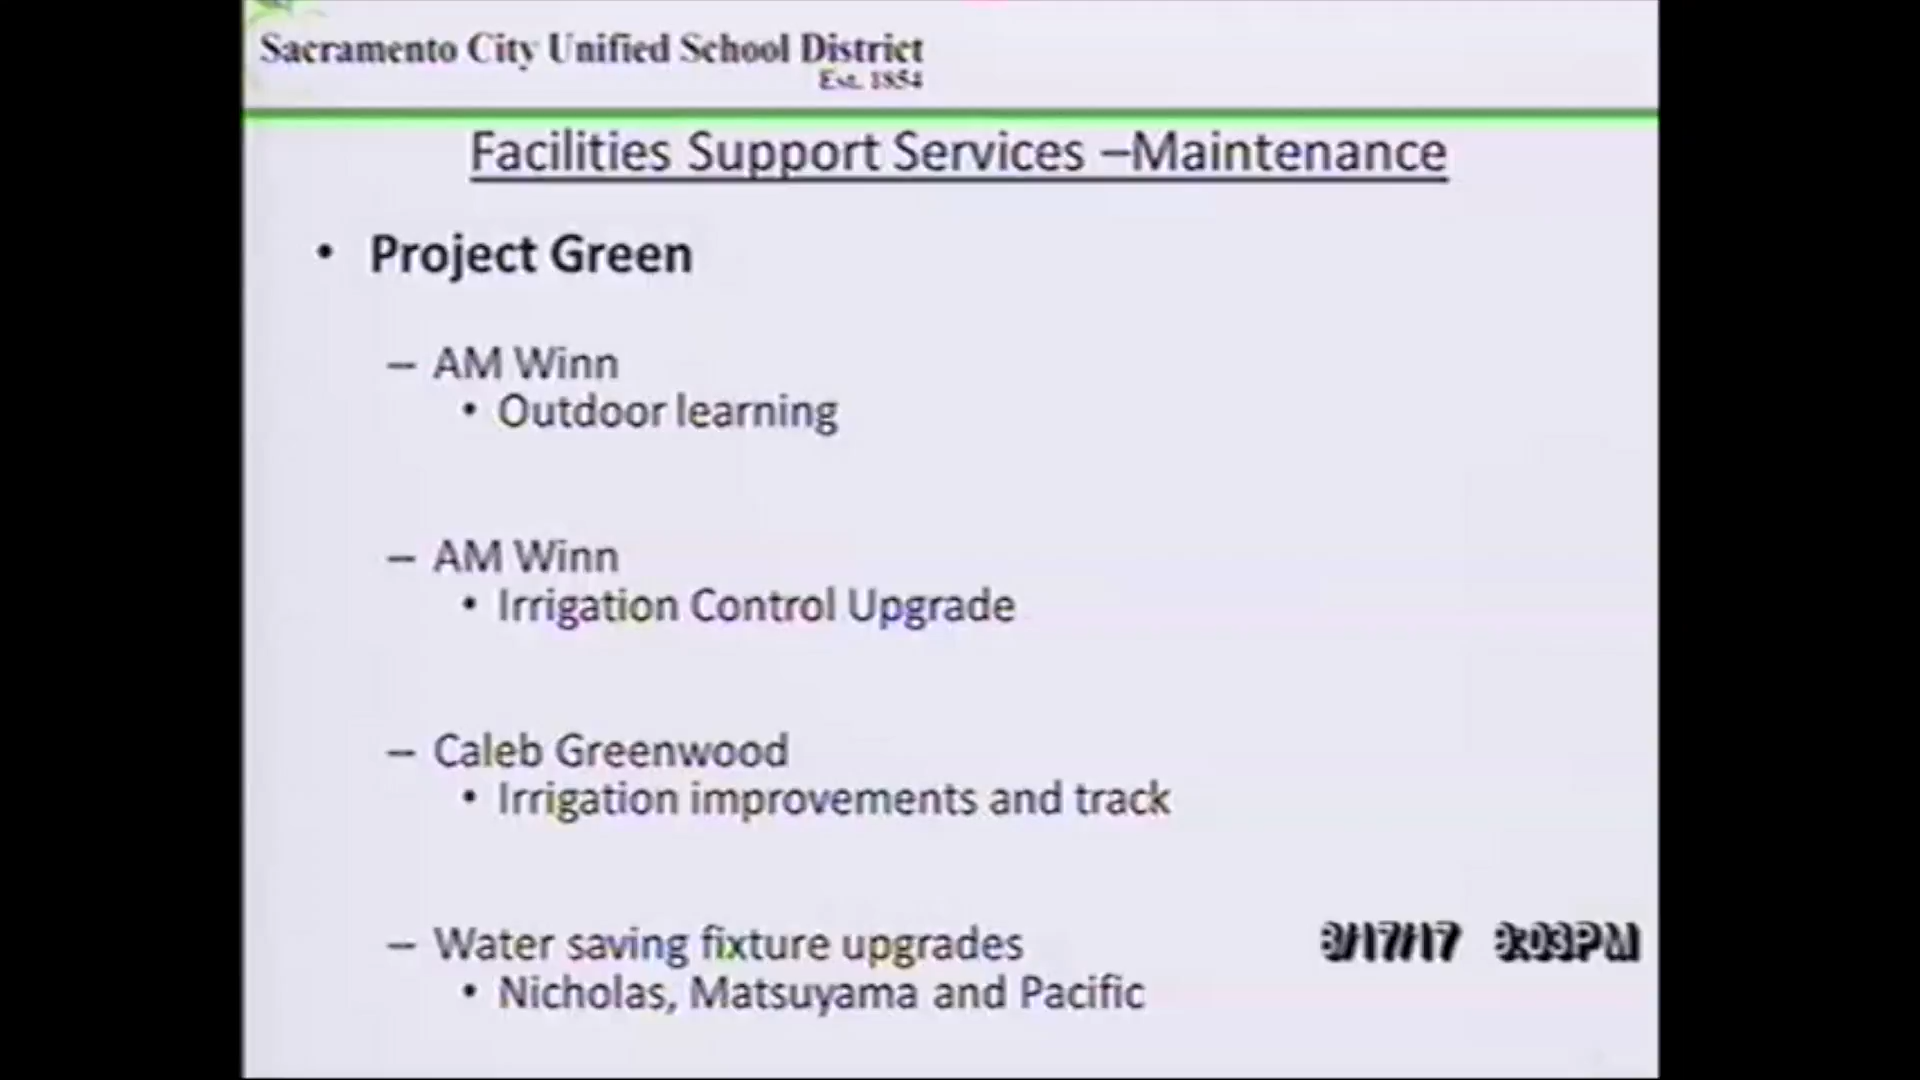 Sacramento City Unified School District
Est. 1854
Facilities Support Services –Maintenance
• Project Green
– AM Winn
• Outdoor learning
– AM Winn
• Irrigation Control Upgrade
– Caleb Greenwood
• Irrigation improvements and track
– Water saving fixture upgrades
• Nicholas, Matsuyama and Pacific